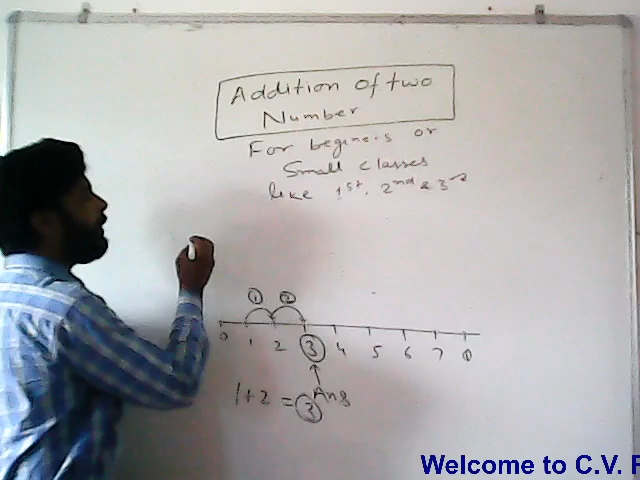 Addition of two
Number
For begineis or
Small classes
like 1st, 2nd & 3rd
1 2
0 1 2 3 4 5 6 7 8
1+2 = 3 Ans
Welcome to C.V.